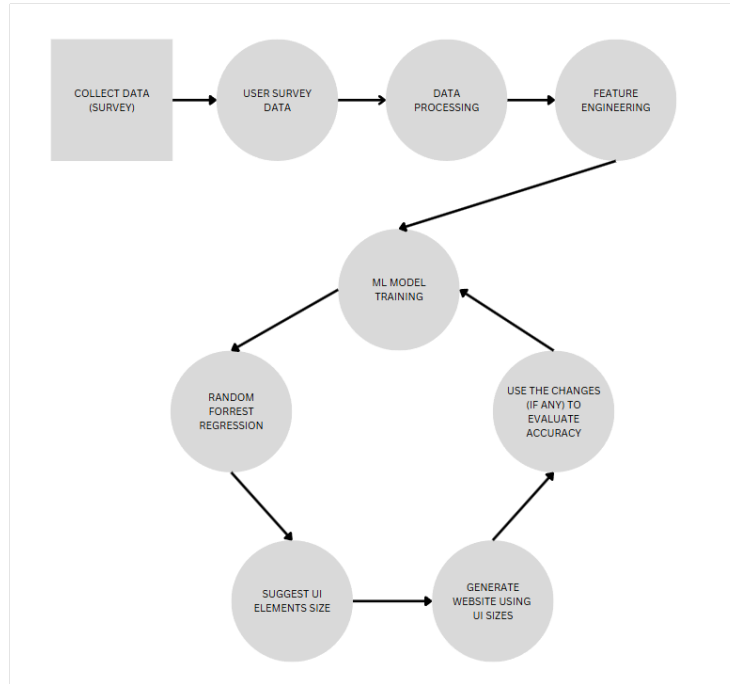 COLLECT DATA
(SURVEY)
USER SURVEY
DATA
DATA
PROCESSING
FEATURE
ENGINEERING
ML MODEL
TRAINING
RANDOM
FORREST
REGRESSION
USE THE CHANGES
(IF ANY) TO
EVALUATE
ACCURACY
SUGGEST UI
ELEMENTS SIZE
GENERATE
WEBSITE USING
UI SIZES